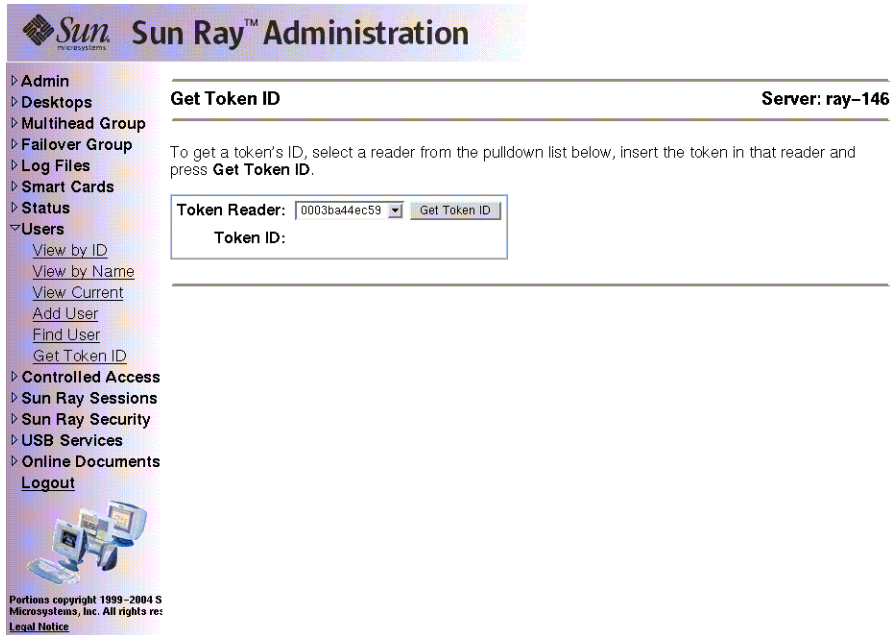 Sun microsystems Sun Ray™ Administration
Admin
Desktops
Multihead Group
Failover Group
Log Files
Smart Cards
Status
Users
View by ID
View by Name
View Current
Add User
Find User
Get Token ID
Controlled Access
Sun Ray Sessions
Sun Ray Security
USB Services
Online Documents
Logout
Portions copyright 1999–2004 S
Microsystems, Inc. All rights res
Legal Notice
Get Token ID Server: ray–146
To get a token's ID, select a reader from the pulldown list below, insert the token in that reader and
press Get Token ID.
Token Reader: 0003ba44ec59 Get Token ID
Token ID: